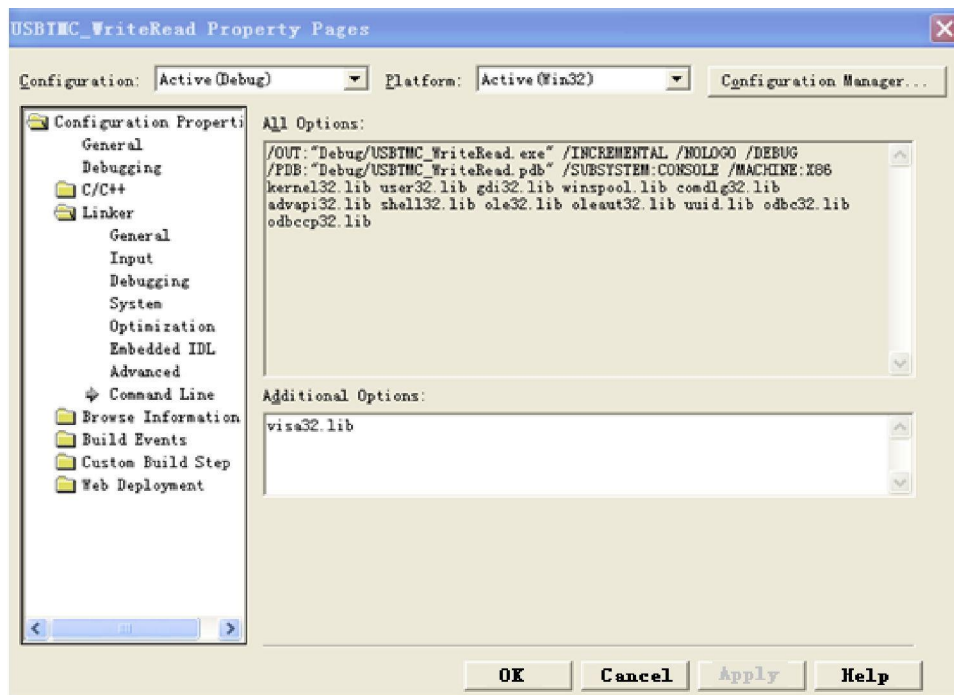 USBTMC_WriteRead Property Pages
Configuration: Active(Debug) Platform: Active(Win32) Configuration Manager...
Configuration Properti
General
Debugging
C/C++
Linker
General
Input
Debugging
System
Optimization
Embedded IDL
Advanced
Command Line
Browse Information
Build Events
Custom Build Step
Web Deployment
All Options:
/OUT:"Debug/USBTMC_WriteRead.exe" /INCREMENTAL /NOLOGO /DEBUG
/PDB:"Debug/USBTMC_WriteRead.pdb" /SUBSYSTEM:CONSOLE /MACHINE:X86
kernel32.lib user32.lib gdi32.lib winspool.lib comdlg32.lib
advapi32.lib shell32.lib ole32.lib oleaut32.lib uuid.lib odbc32.lib
odbccp32.lib
Additional Options:
visa32.lib
OK Cancel Apply Help